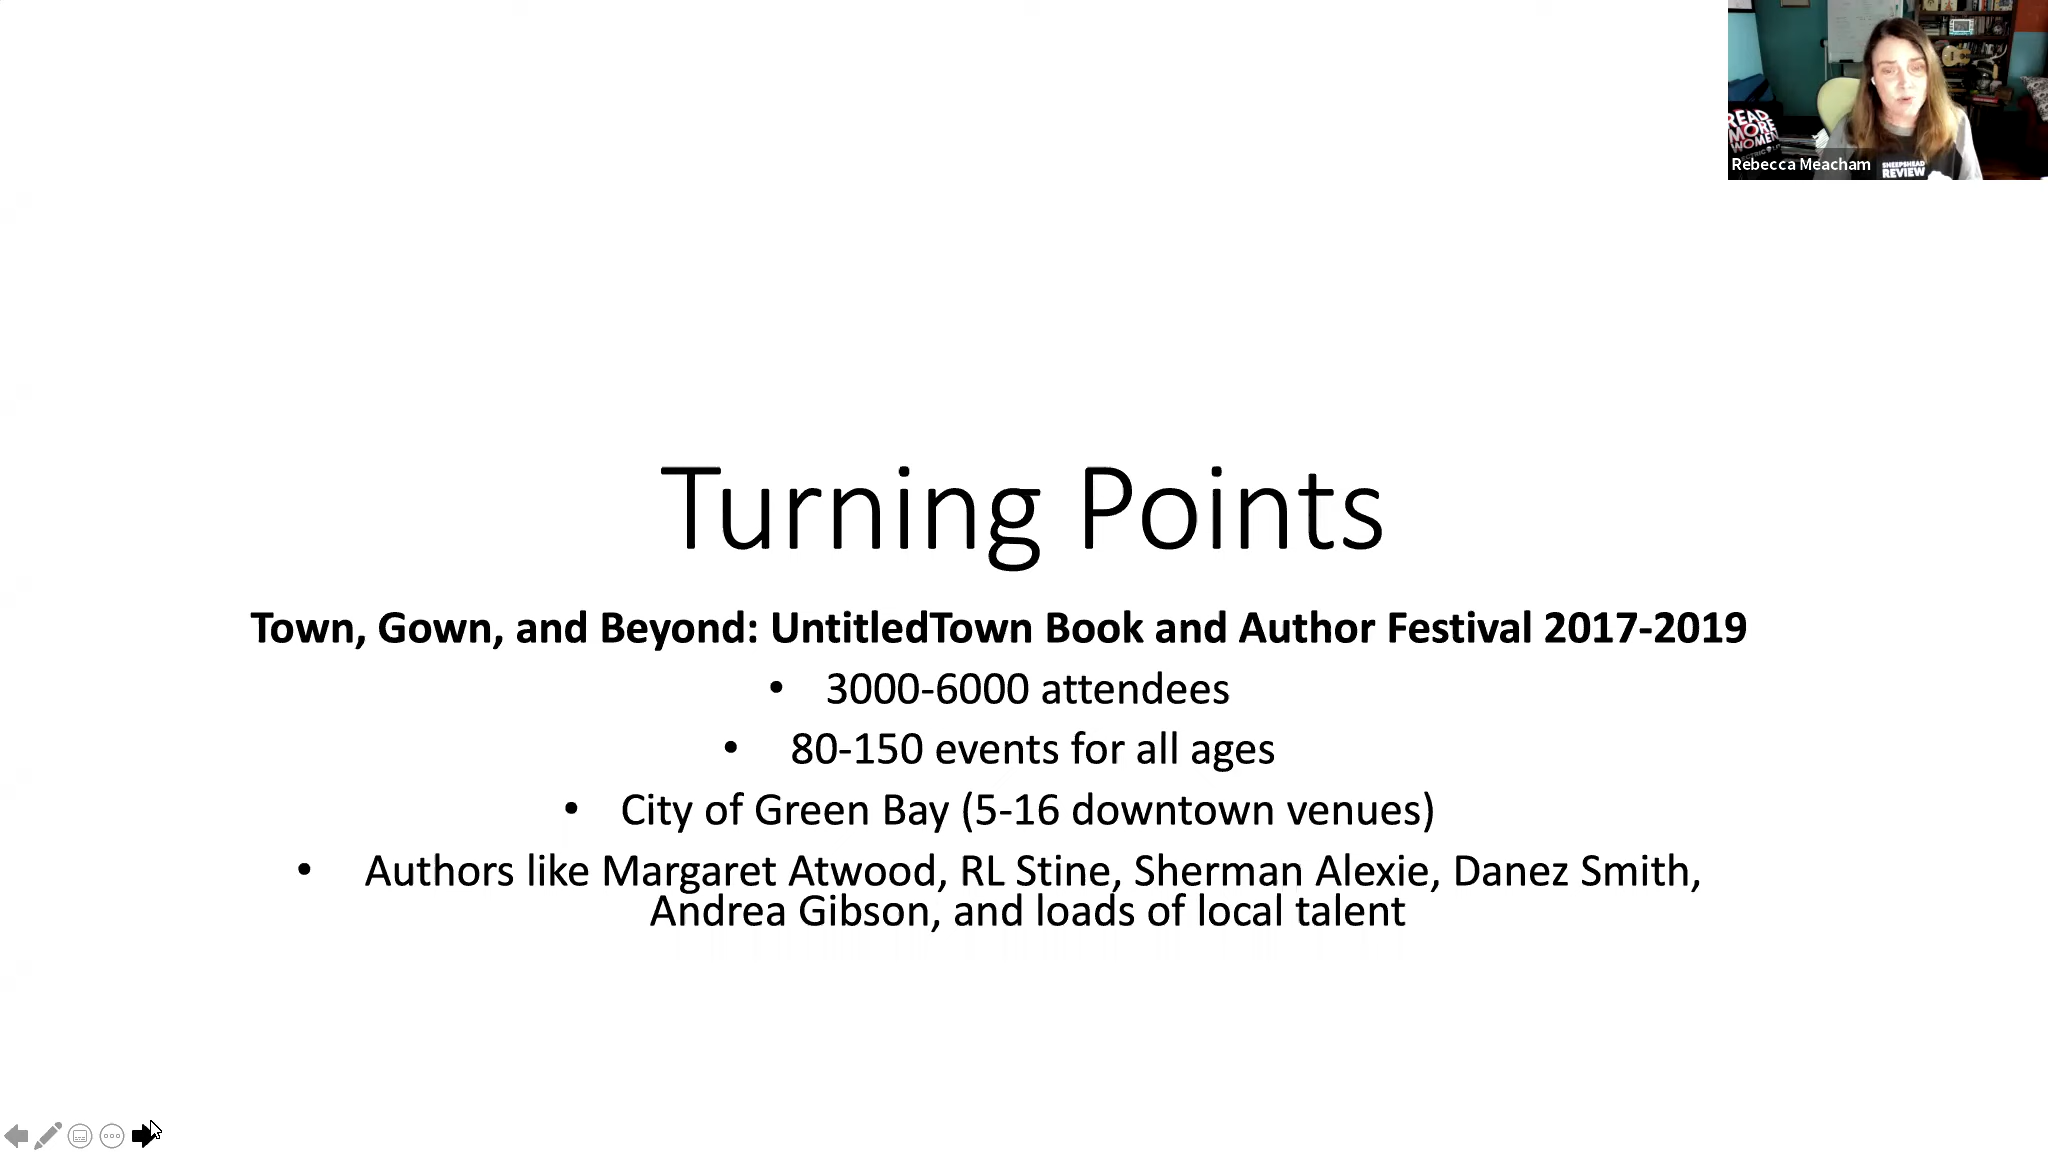 READ
MORE
WOMEN
Rebecca Meacham
SHEEPSHEAD
REVIEW
Turning Points
Town, Gown, and Beyond: UntitledTown Book and Author Festival 2017-2019
• 3000-6000 attendees
• 80-150 events for all ages
• City of Green Bay (5-16 downtown venues)
• Authors like Margaret Atwood, RL Stine, Sherman Alexie, Danez Smith,
Andrea Gibson, and loads of local talent